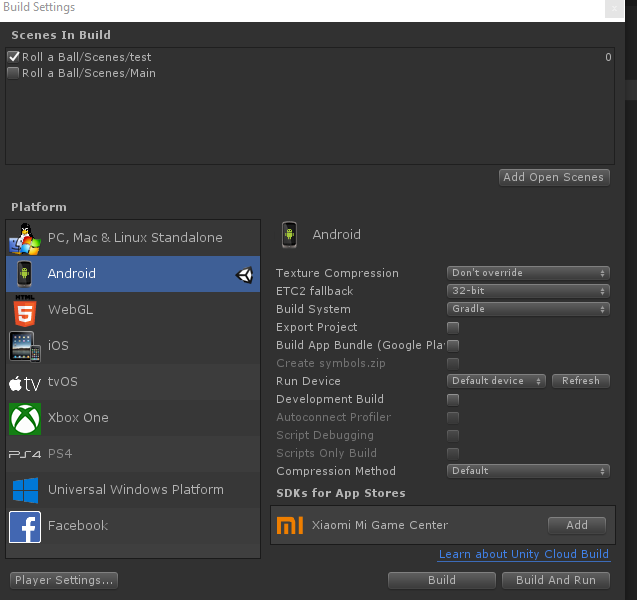 Build Settings
Scenes In Build
Roll a Ball/Scenes/test 0
Roll a Ball/Scenes/Main
Add Open Scenes
Platform
PC, Mac & Linux Standalone
Android
HTML
5
WebGL
iOS
tv
tvOS
Xbox One
PS4
PS4
Universal Windows Platform
f
Facebook
Android
Texture Compression Don't override
ETC2 fallback 32-bit
Build System Gradle
Export Project
Build App Bundle (Google Pla
Create symbols.zip
Run Device Default device Refresh
Development Build
Autoconnect Profiler
Script Debugging
Scripts Only Build
Compression Method Default
SDKs for App Stores
mi Xiaomi Mi Game Center Add
Learn about Unity Cloud Build
Player Settings... Build Build And Run